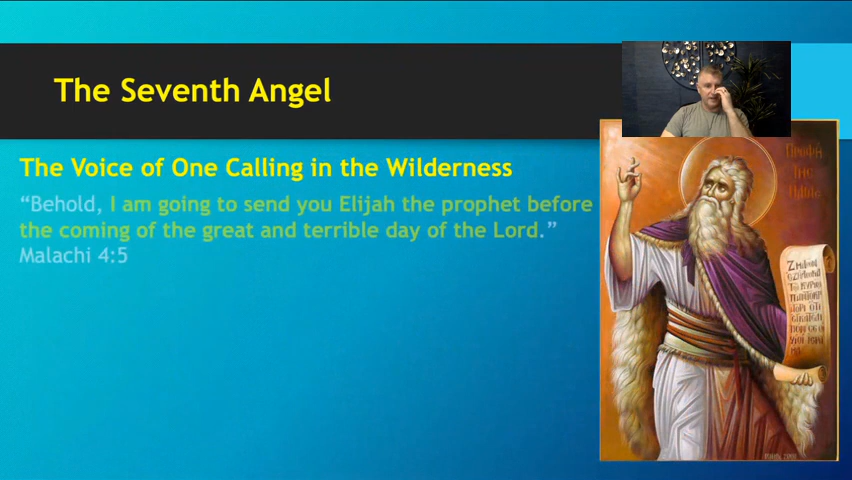 The Seventh Angel
The Voice of One Calling in the Wilderness
“Behold, I am going to send you Elijah the prophet before
the coming of the great and terrible day of the Lord.”
Malachi 4:5